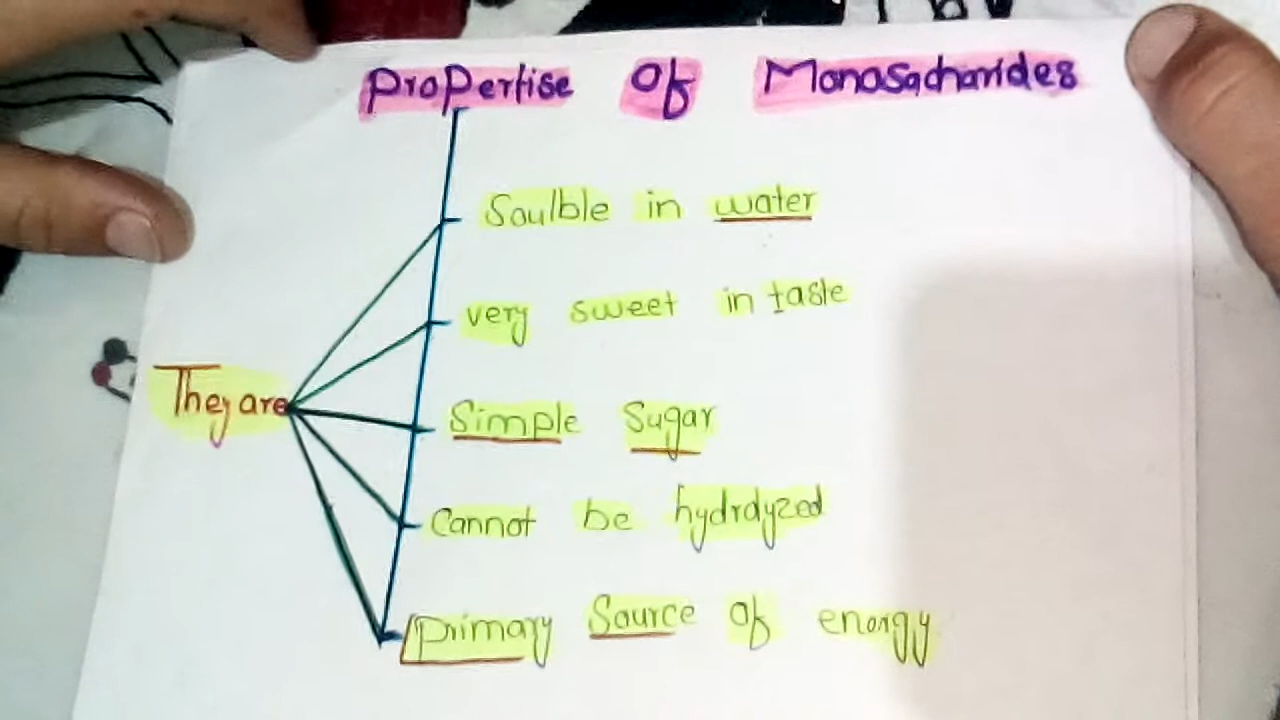 Propertise Of Monosacharides
Soulble in water
very sweet in taste
They are
Simple Sugar
Cannot be hydrolyzed
Primary Source of energy